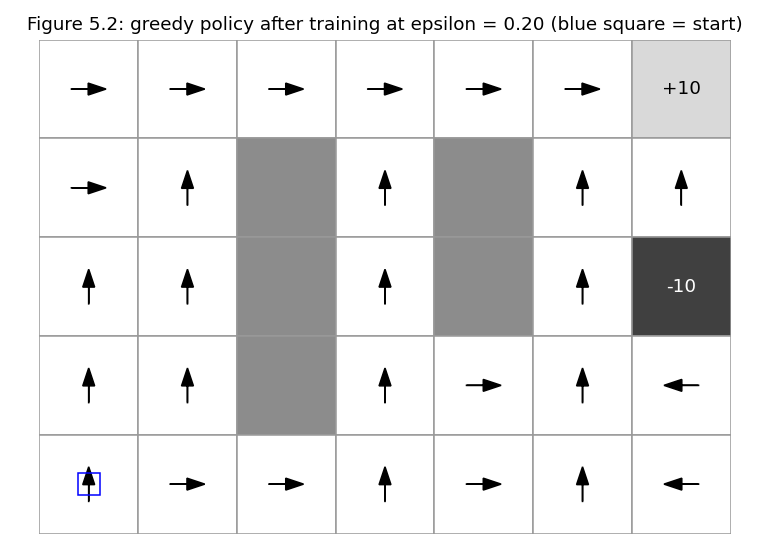 Figure 5.2: greedy policy after training at epsilon = 0.20 (blue square = start)
+10
-10